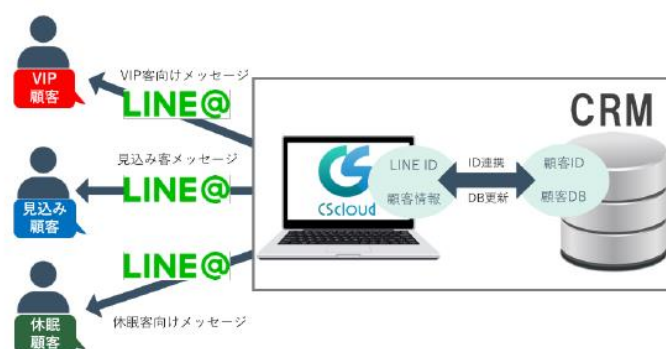 VIP
顧客
VIP客向けメッセージ
LINE@
見込み
顧客
見込み客メッセージ
LINE@
休眠
顧客
LINE@
休眠客向けメッセージ
CScloud
LINE ID
顧客情報
ID連携
DB更新
CRM
顧客ID
顧客DB